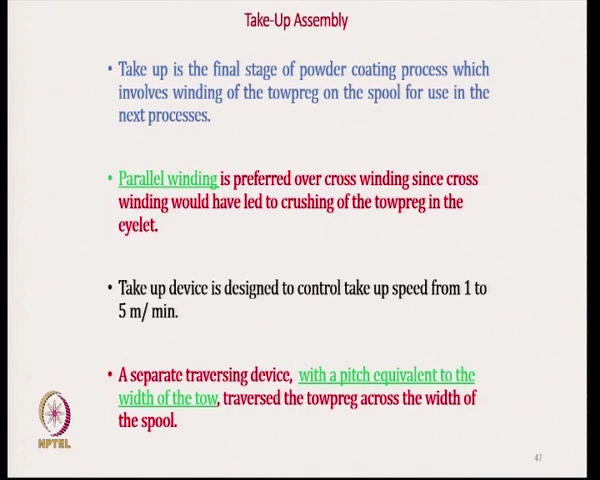 Take-Up Assembly
• Take up is the final stage of powder coating process which
involves winding of the towpreg on the spool for use in the
next processes.
• Parallel winding is preferred over cross winding since cross
winding would have led to crushing of the towpreg in the
eyelet.
• Take up device is designed to control take up speed from 1 to
5 m/ min.
• A separate traversing device, with a pitch equivalent to the
width of the tow, traversed the towpreg across the width of
the spool.
NPTEL
47